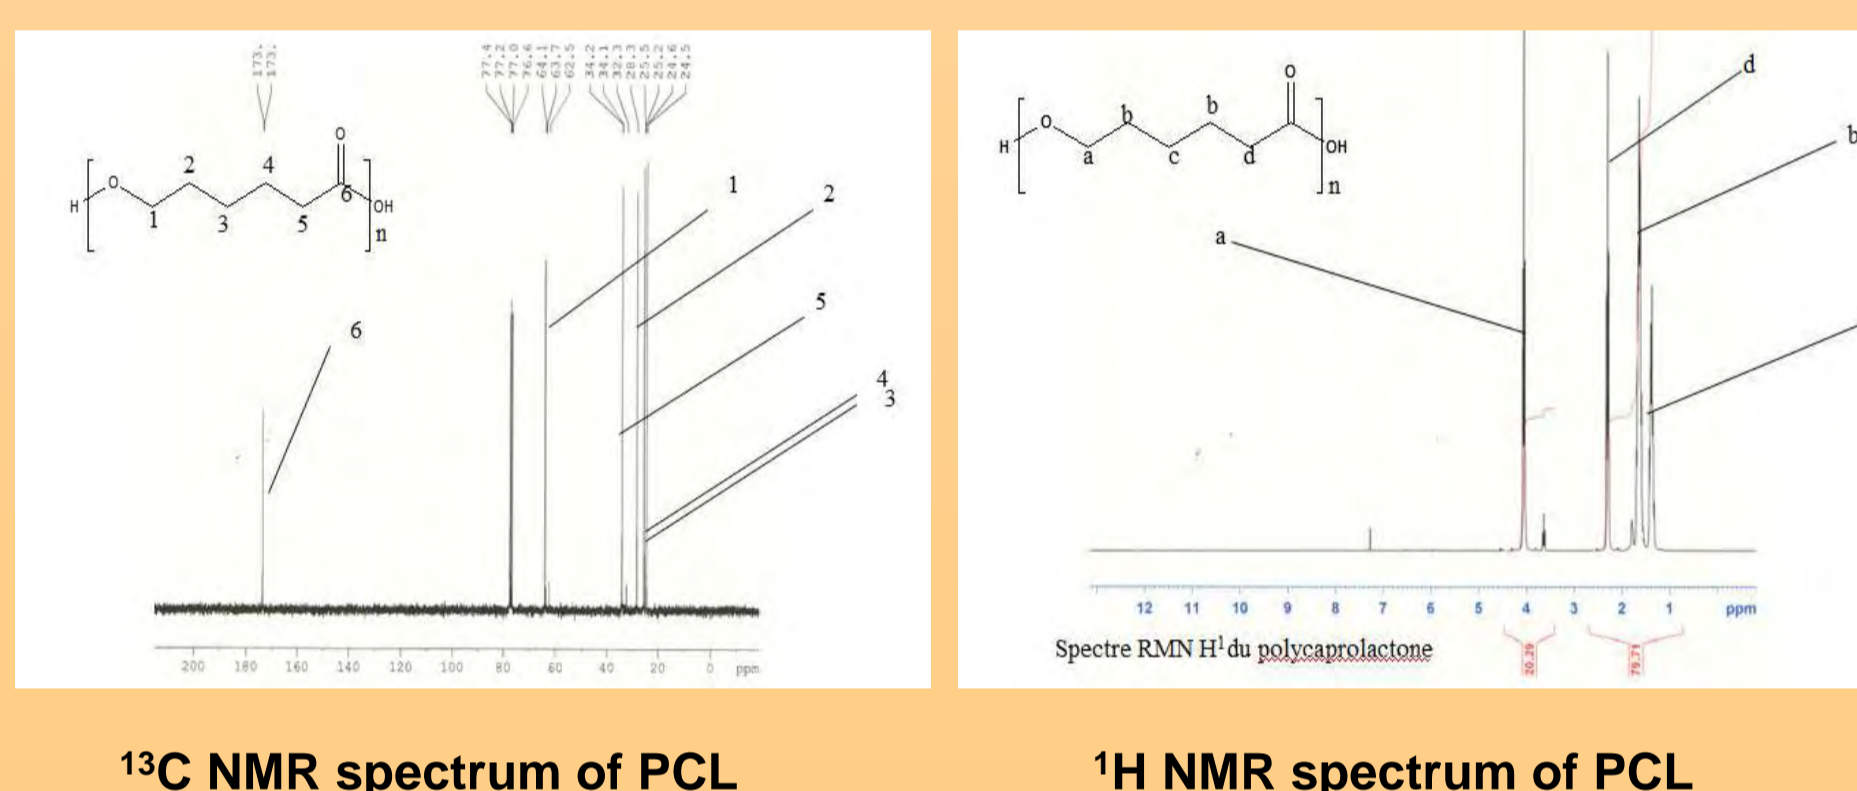 173.
173.
77.4
77.2
77.0
76.6
64.1
63.7
62.5
34.2
34.1
32.3
28.3
25.5
25.2
24.6
24.5
O
2
4
O
6
H
OH
1
3
5
n
1
2
5
6
4
3
200 180 160 140 120 100 80 60 40 20 0 ppm
13C NMR spectrum of PCL
O
b
b
O
H
OH
a
c
d
n
d
b
a
12 11 10 9 8 7 6 5 4 3 2 1 ppm
20.29
79.71
Spectre RMN H1 du polycaprolactone
1H NMR spectrum of PCL